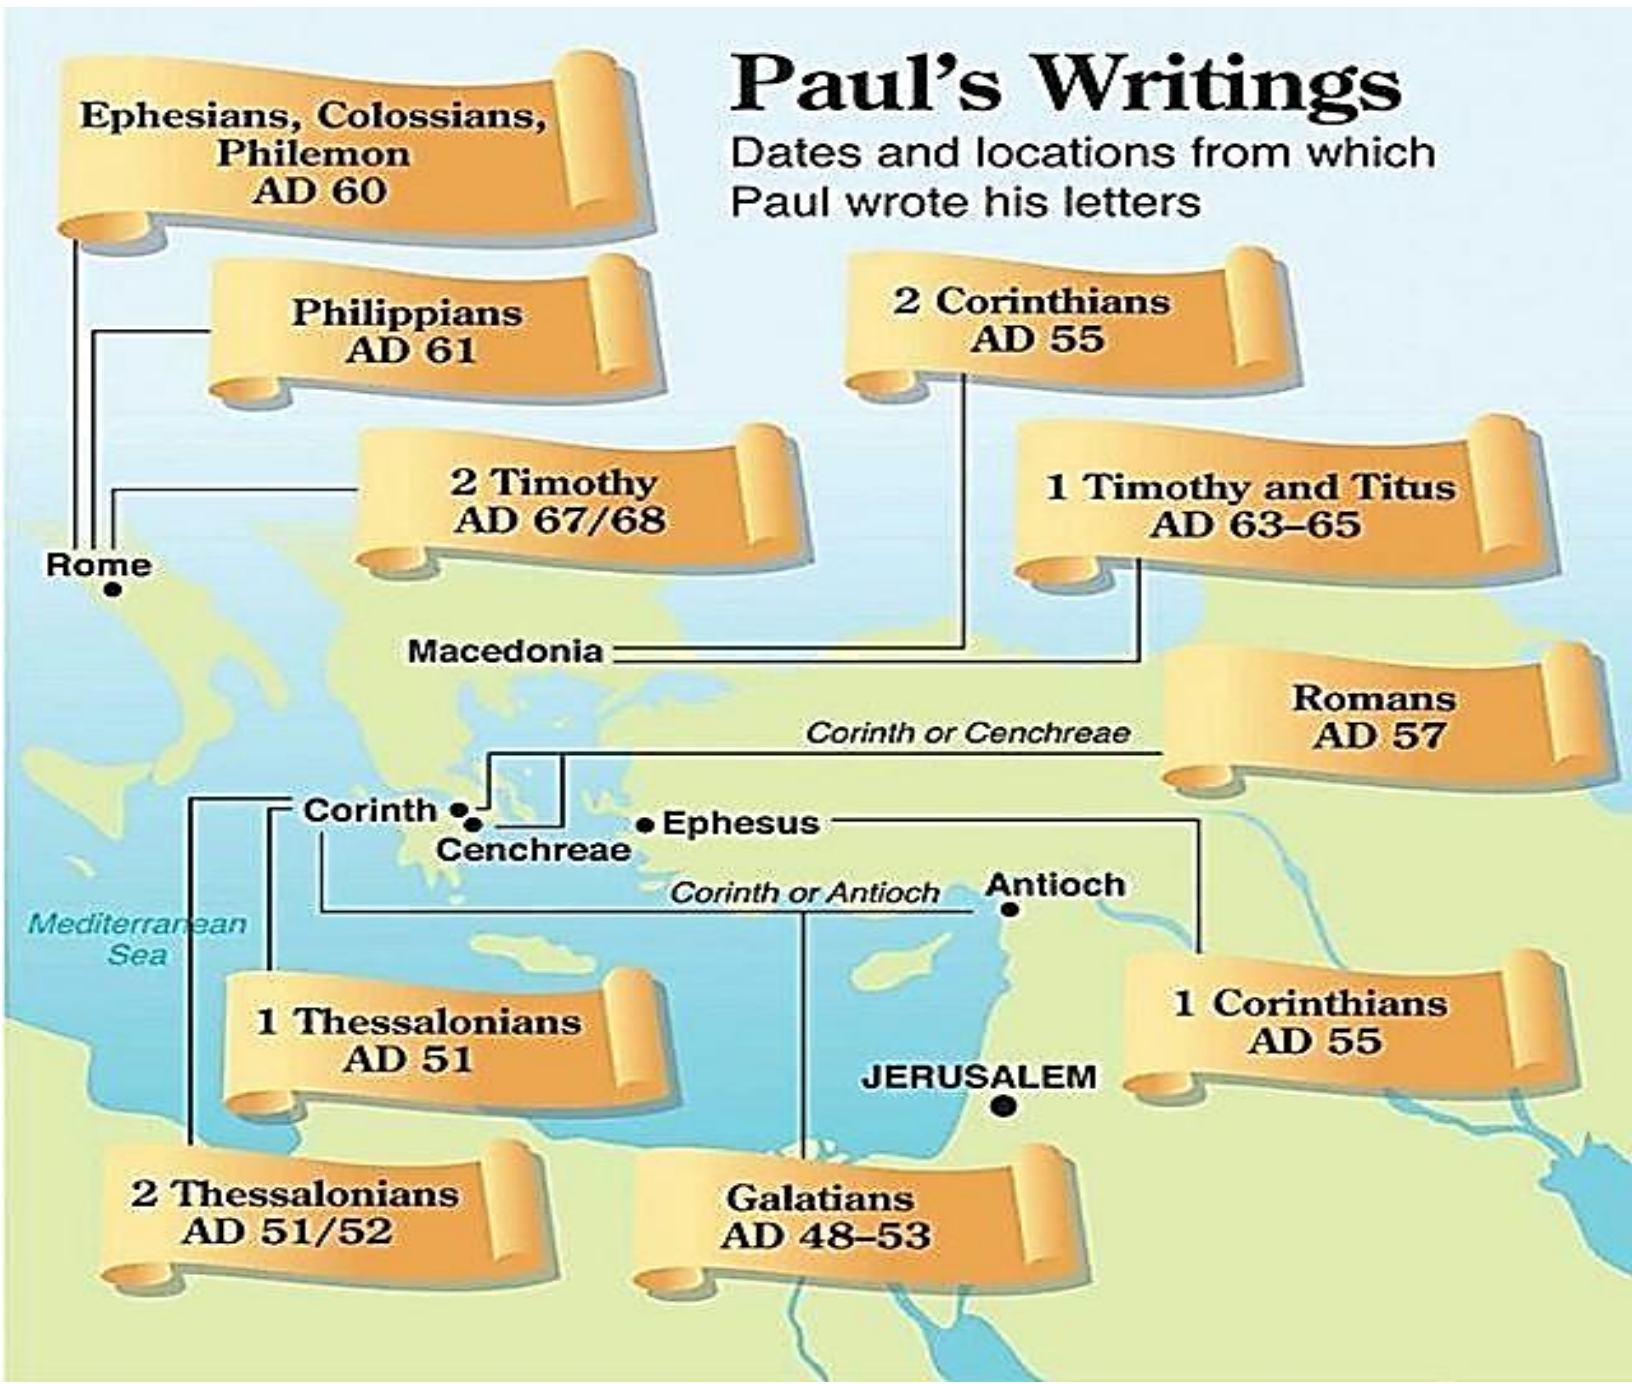 Paul's Writings
Dates and locations from which
Paul wrote his letters
Ephesians, Colossians,
Philemon
AD 60
Philippians
AD 61
2 Corinthians
AD 55
2 Timothy
AD 67/68
1 Timothy and Titus
AD 63–65
Rome
Macedonia
Romans
AD 57
Corinth or Cenchreae
Corinth
Cenchreae
Ephesus
Corinth or Antioch
Antioch
Mediterranean
Sea
1 Thessalonians
AD 51
1 Corinthians
AD 55
JERUSALEM
2 Thessalonians
AD 51/52
Galatians
AD 48–53